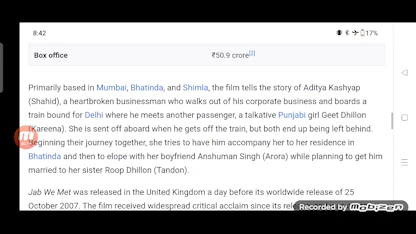 8:42
17%
Box office ₹50.9 crore[2]
Primarily based in Mumbai, Bhatinda, and Shimla, the film tells the story of Aditya Kashyap
(Shahid), a heartbroken businessman who walks out of his corporate business and boards a
train bound for Delhi where he meets another passenger, a talkative Punjabi girl Geet Dhillon
(Kareena). She is sent off aboard when he gets off the train, but both end up being left behind.
Beginning their journey together, she tries to have him accompany her to her residence in
Bhatinda and then to elope with her boyfriend Anshuman Singh (Arora) while planning to get him
married to her sister Roop Dhillon (Tandon).
Jab We Met was released in the United Kingdom a day before its worldwide release of 25
October 2007. The film received widespread critical acclaim since its
Recorded by Mobizen